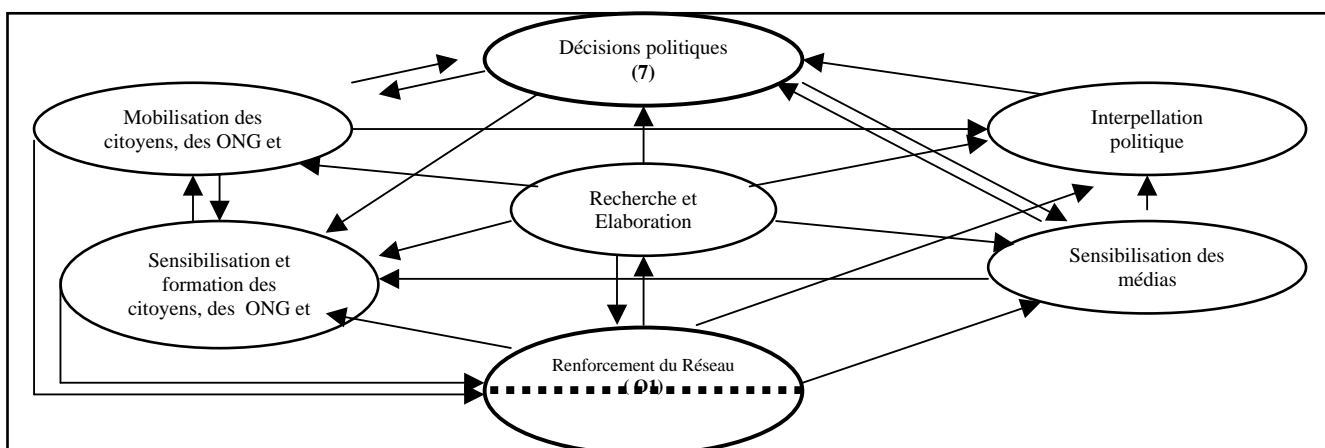 Décisions politiques
(7)
Mobilisation des
citoyens, des ONG et
Interpellation
politique
Recherche et
Elaboration
Sensibilisation et
formation des
citoyens, des ONG et
Sensibilisation des
médias
Renforcement du Réseau
( O1)